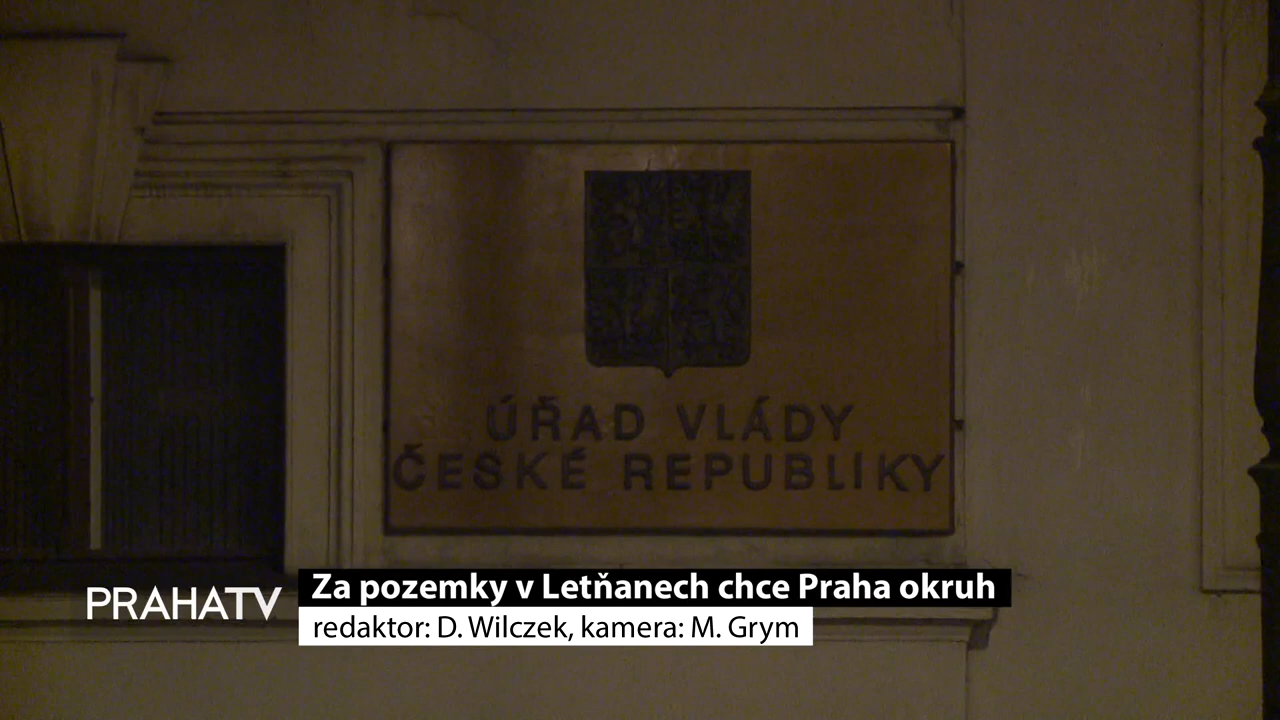 ÚŘAD VLÁDY
ČESKÉ REPUBLIKY
PRAHATV
Za pozemky v Letňanech chce Praha okruh
redaktor: D. Wilczek, kamera: M. Grym